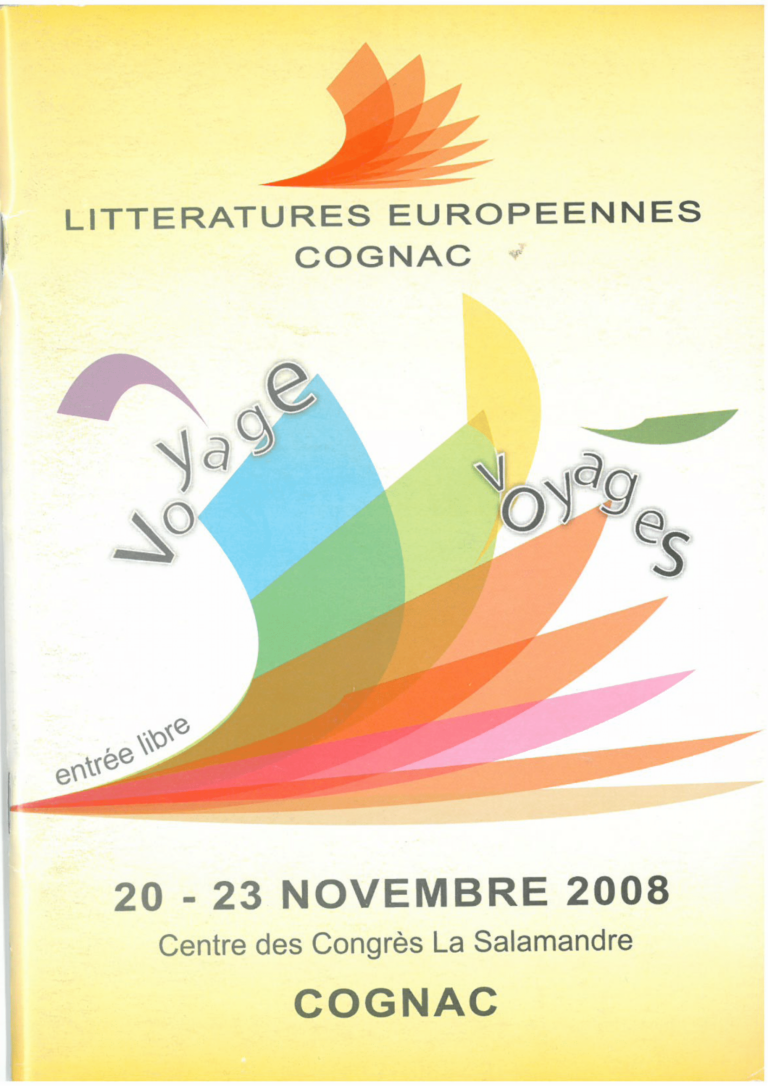 LITTERATURES EUROPEENNES
COGNAC
Voyage
Voyages
entrée libre
20 - 23 NOVEMBRE 2008
Centre des Congrès La Salamandre
COGNAC